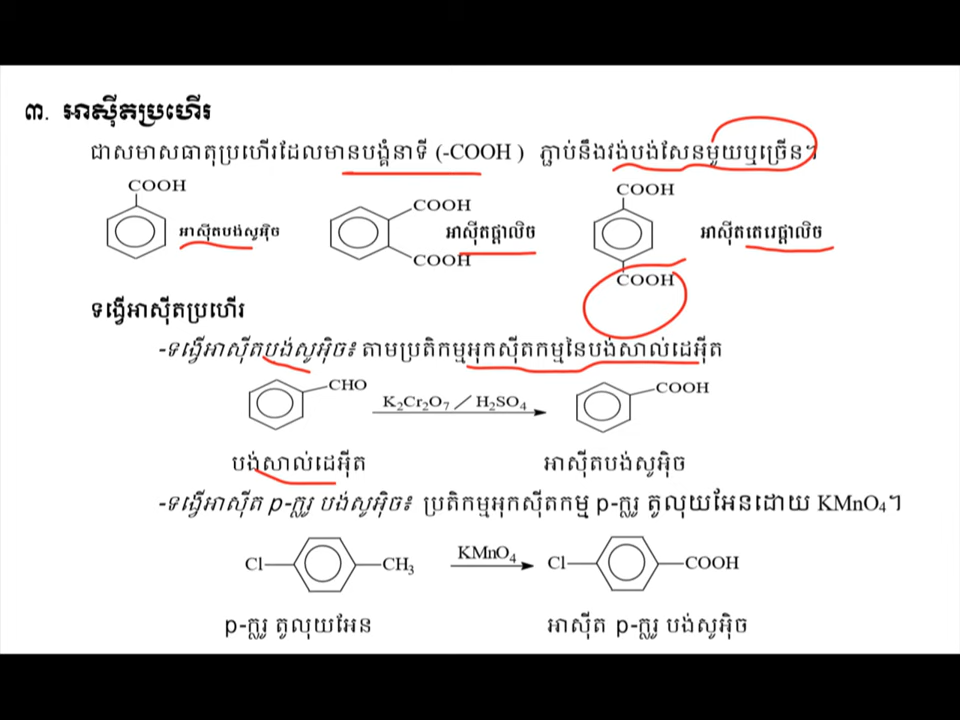 ៣. អាស៊ីតប្រហើរ
ជាសមាសធាតុប្រហើរដែលមានបង្គុំនាទី (-COOH ) ភ្ជាប់នឹងវង់បង់សែនមួយឬច្រើន។
COOH
COOH
COOH
អាស៊ីតបង់សូអ៊ិច
អាស៊ីតផ្តាលិច
អាស៊ីតតេរេផ្តាលិច
COOH
COOH
ទង្វើអាស៊ីតប្រហើរ
-ទង្វើអាស៊ីតបង់សូអ៊ិច៖ តាមប្រតិកម្មអុកស៊ីតកម្មនៃបង់សាល់ដេអ៊ីត
CHO
K₂Cr₂O₇ / H₂SO₄
COOH
បង់សាល់ដេអ៊ីត
អាស៊ីតបង់សូអ៊ិច
-ទង្វើអាស៊ីត p-ក្លរូ បង់សូអ៊ិច៖ ប្រតិកម្មអុកស៊ីតកម្ម p-ក្លរូ តូលុយអែនដោយ KMnO₄។
Cl
CH₃
KMnO₄
Cl
COOH
p-ក្លរូ តូលុយអែន
អាស៊ីត p-ក្លរូ បង់សូអ៊ិច